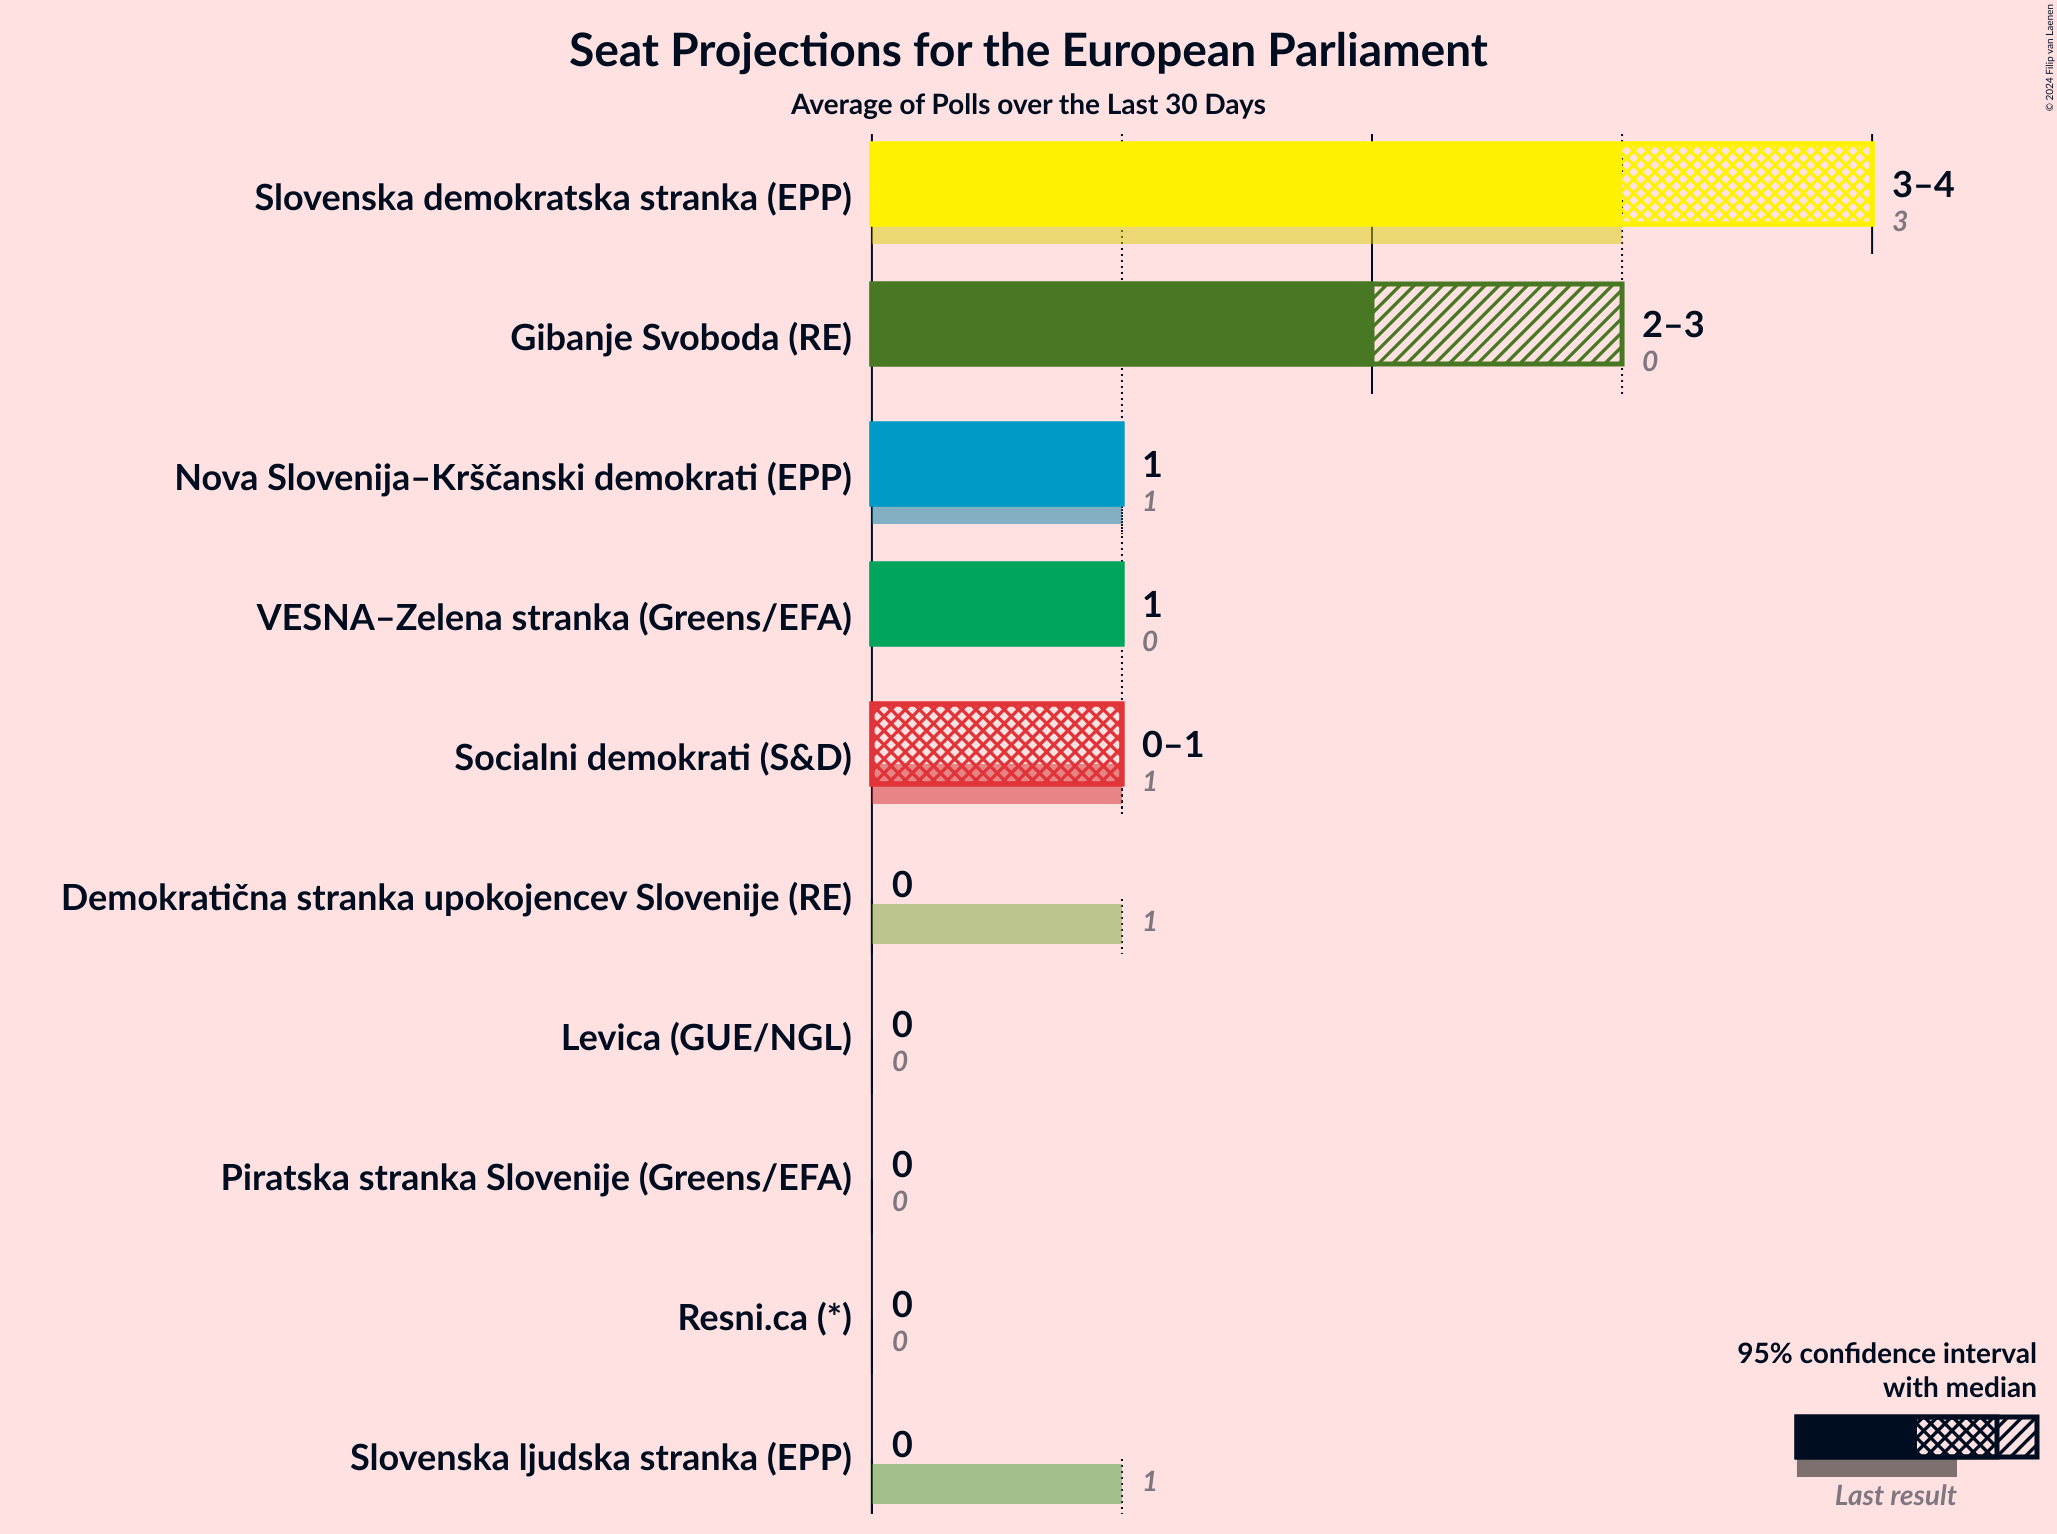 Seat Projections for the European Parliament
Average of Polls over the Last 30 Days
© 2024 Filip van Laenen
Slovenska demokratska stranka (EPP)
3–4
3
Gibanje Svoboda (RE)
2–3
0
Nova Slovenija–Krščanski demokrati (EPP)
1
1
VESNA–Zelena stranka (Greens/EFA)
1
0
Socialni demokrati (S&D)
0–1
1
Demokratična stranka upokojencev Slovenije (RE)
0
1
Levica (GUE/NGL)
0
0
Piratska stranka Slovenije (Greens/EFA)
0
0
Resni.ca (*)
0
0
Slovenska ljudska stranka (EPP)
0
1
95% confidence interval
with median
Last result